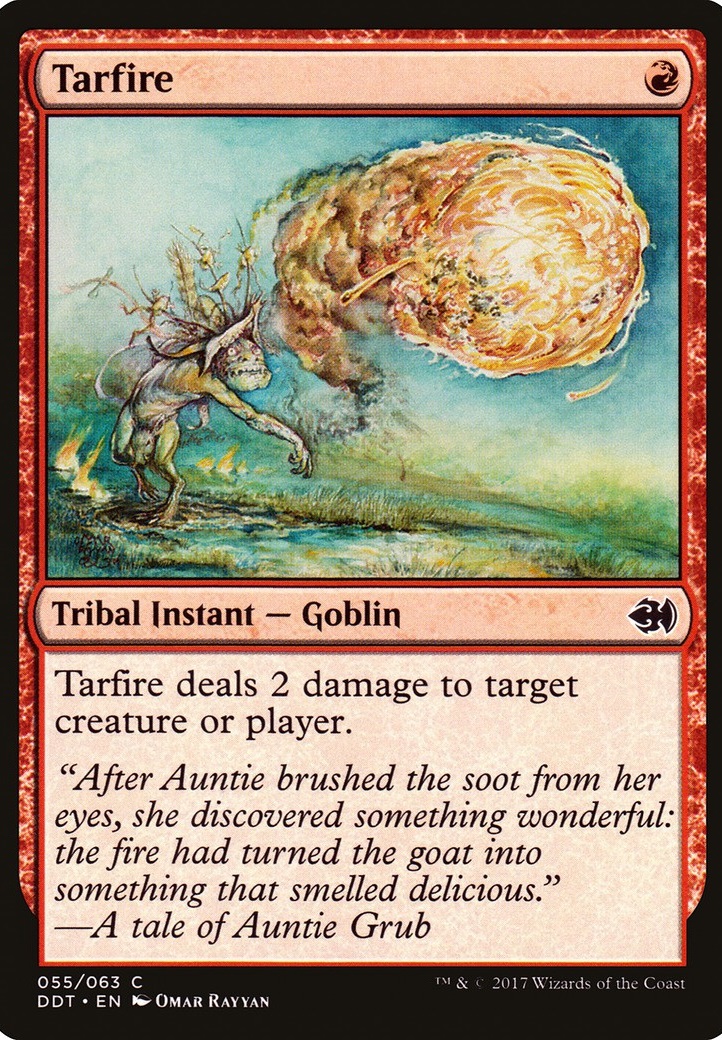 Tarfire
Tribal Instant — Goblin
Tarfire deals 2 damage to target
creature or player.
“After Auntie brushed the soot from her
eyes, she discovered something wonderful:
the fire had turned the goat into
something that smelled delicious.”
—A tale of Auntie Grub
055/063 C
DDT • EN Omar Rayyan
™ & © 2017 Wizards of the Coast